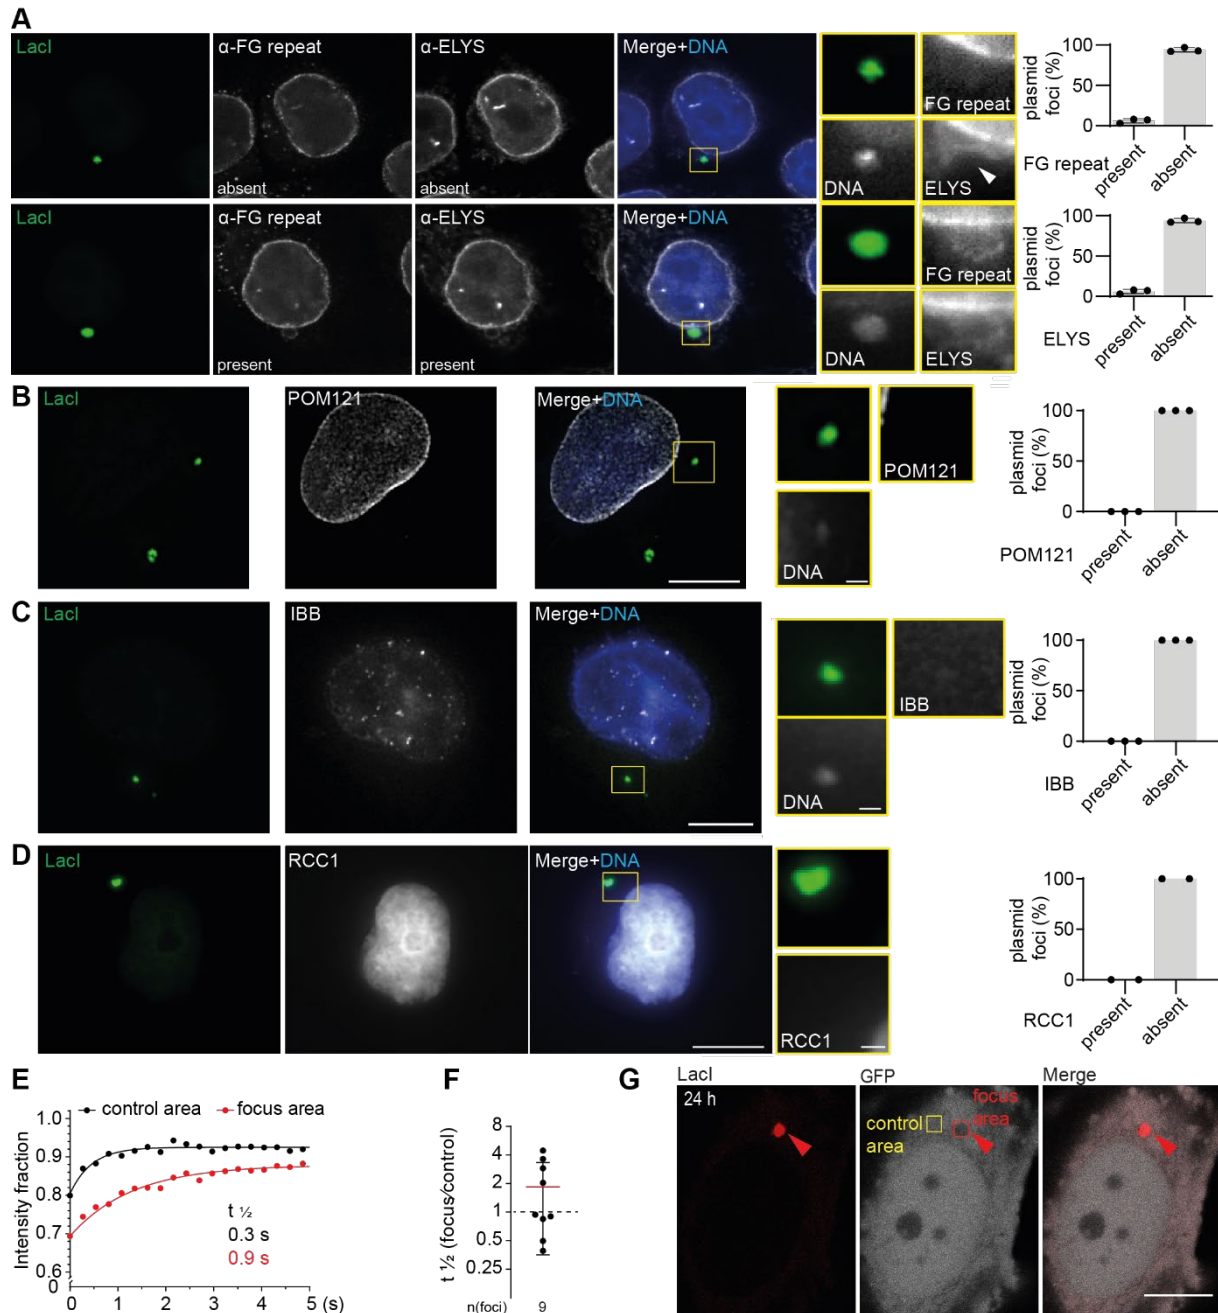 A
LacI
α-FG repeat
α-ELYS
Merge+DNA
absent
FG repeat
DNA
ELYS
plasmid
foci (%)
100
50
0
FG repeat
present
absent
LacI
α-FG repeat
α-ELYS
Merge+DNA
present
present
FG repeat
DNA
ELYS
plasmid
foci (%)
100
50
0
ELYS
present
absent
B
LacI
POM121
Merge+DNA
POM121
DNA
plasmid
foci (%)
100
50
0
POM121
present
absent
C
LacI
IBB
Merge+DNA
IBB
DNA
plasmid
foci (%)
100
50
0
IBB
present
absent
D
LacI
RCC1
Merge+DNA
RCC1
plasmid
foci (%)
100
50
0
RCC1
present
absent
E
control area
focus area
Intensity fraction
1.0
0.9
0.8
0.7
0.6
0
t ½
0.3 s
0.9 s
0 1 2 3 4 5 (s)
F
t ½ (focus/control)
8
4
2
1
0.5
0.25
n(foci) 9
G
LacI
24 h
GFP
control
area
focus
area
Merge